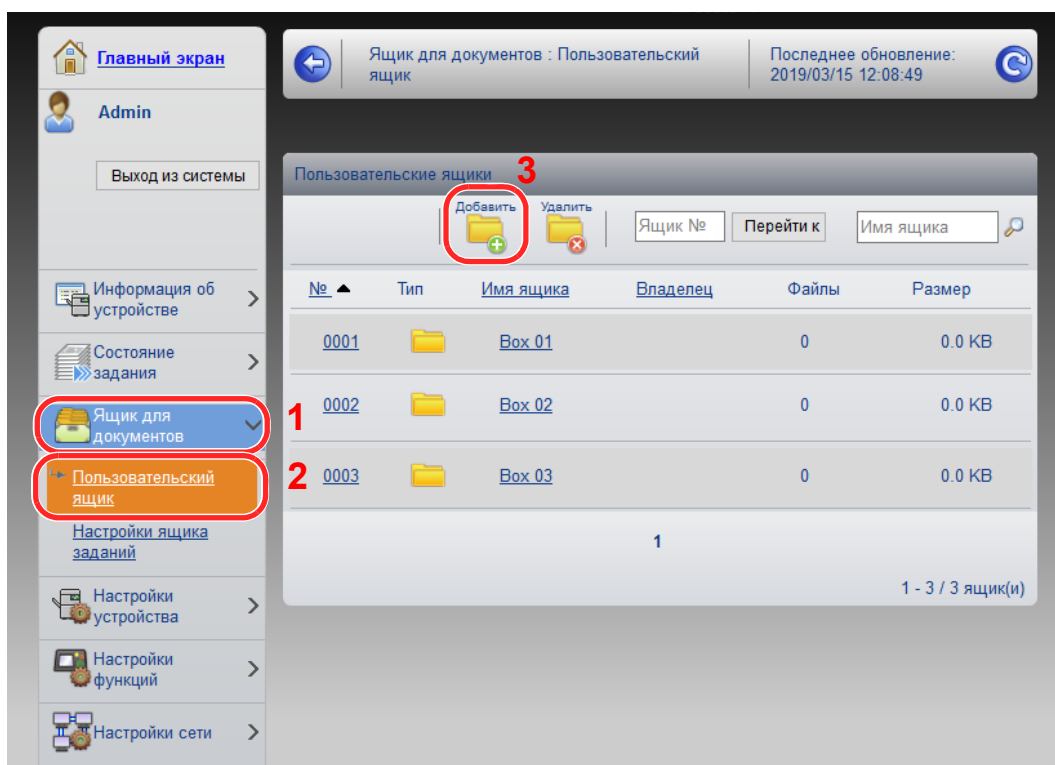 Главный экран
Admin
Выход из системы
Информация об
устройстве
Состояние
задания
1
Ящик для
документов
2
Пользовательский
ящик
Настройки ящика
заданий
Настройки
устройства
Настройки
функций
Настройки сети
Ящик для документов : Пользовательский
ящик
Последнее обновление:
2019/03/15 12:08:49
Пользовательские ящики
3
Добавить Удалить
Ящик № Перейти к Имя ящика
№ Тип Имя ящика Владелец Файлы Размер
0001 Box 01 0 0.0 KB
0002 Box 02 0 0.0 KB
0003 Box 03 0 0.0 KB
1
1 - 3 / 3 ящик(и)